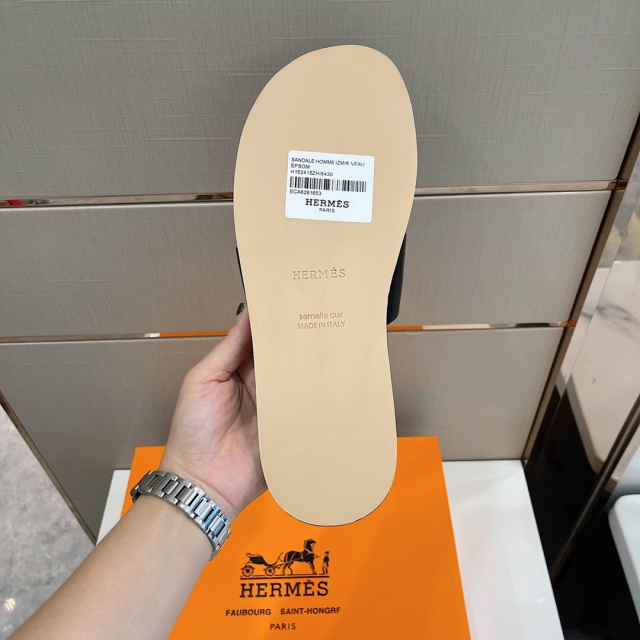 SANDALE HOMME IZMIR VEAU
EPSOM
H152415ZHI8430
ECA6281653
HERMÈS
PARIS
HERMÈS
semelle cuir
MADE IN ITALY
HERMÈS
FAUBOURG SAINT-HONGRF
PARIS